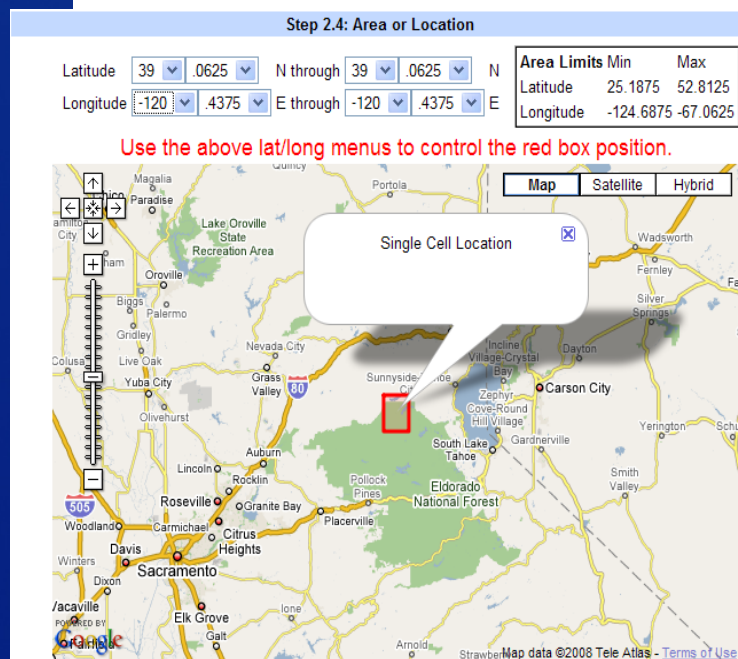 Step 2.4: Area or Location
Latitude 39 .0625 N through 39 .0625 N
Longitude -120 .4375 E through -120 .4375 E
Area Limits Min Max
Latitude 25.1875 52.8125
Longitude -124.6875 -67.0625
Use the above lat/long menus to control the red box position.
Map Satellite Hybrid
Single Cell Location
Magalia
Quincy
Portola
Paradise
City
Lake Oroville
State
Recreation Area
Wadsworth
Fernley
Oroville
Biggs
Palermo
Silver
Springs
Gridley
Colusa
Live Oak
Nevada City
Incline
Village-Crystal
Bay
Dayton
Yuba City
Grass
Valley
80
Sunnyside
Carson City
Zephyr
Cove-Round
Hill Village
Olivehurst
Gardnerville
Yerington
South Lake
Tahoe
Auburn
Lincoln
Rocklin
Pollock
Pines
Eldorado
National Forest
Smith
Valley
Roseville
Granite Bay
505
Woodland
Carmichael
Citrus
Heights
Placerville
Davis
Winters
Sacramento
Dixon
Vacaville
Elk Grove
Ione
POWERED BY
Google
Fairfield
Galt
Arnold
Map data ©2008 Tele Atlas - Terms of Use